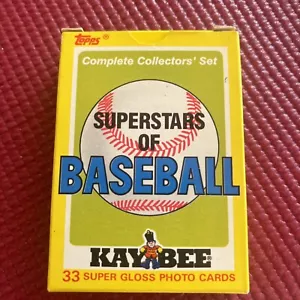 TOPPS®
Complete Collectors' Set
SUPERSTARS
OF
BASEBALL
KAY BEE
33 SUPER GLOSS PHOTO CARDS